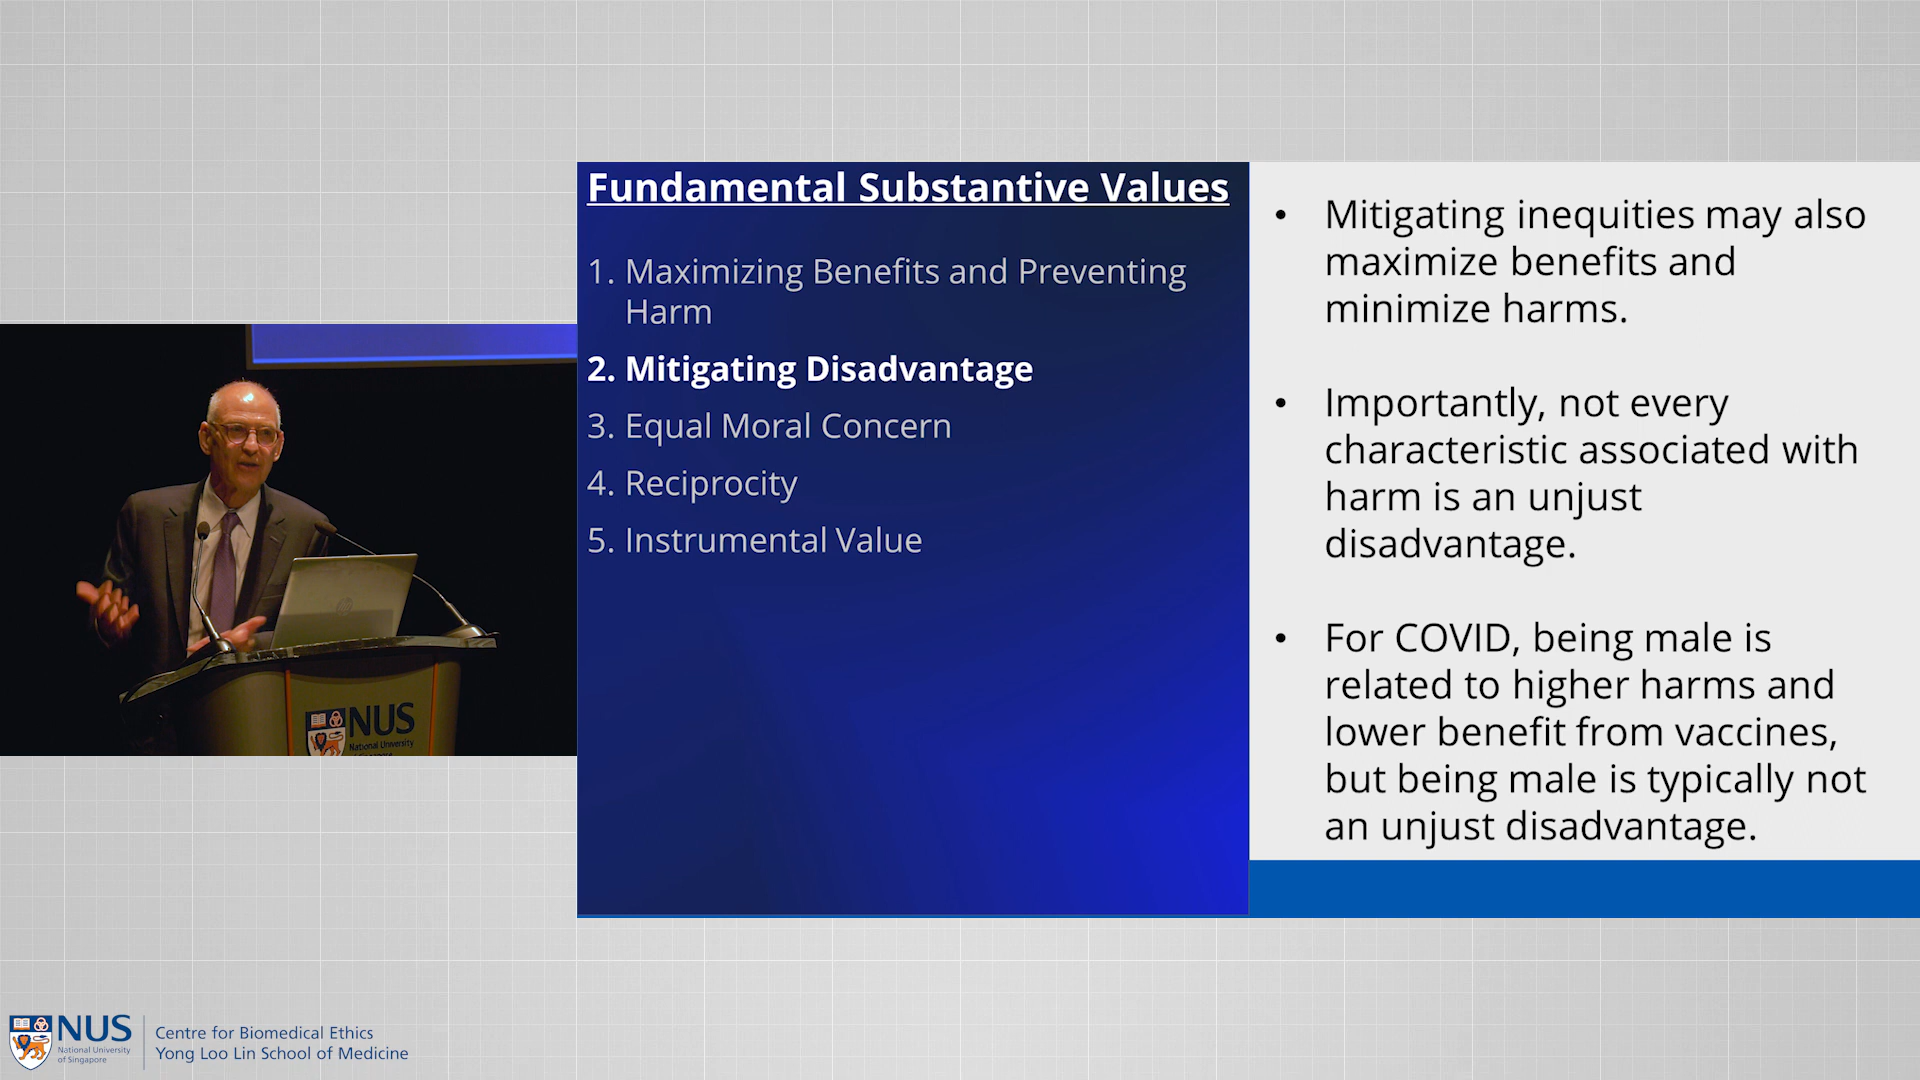 Fundamental Substantive Values
1. Maximizing Benefits and Preventing
Harm
2. Mitigating Disadvantage
3. Equal Moral Concern
4. Reciprocity
5. Instrumental Value
• Mitigating inequities may also
maximize benefits and
minimize harms.
• Importantly, not every
characteristic associated with
harm is an unjust
disadvantage.
• For COVID, being male is
related to higher harms and
lower benefit from vaccines,
but being male is typically not
an unjust disadvantage.
NUS
National University
of Singapore
NUS
National University
of Singapore
Centre for Biomedical Ethics
Yong Loo Lin School of Medicine